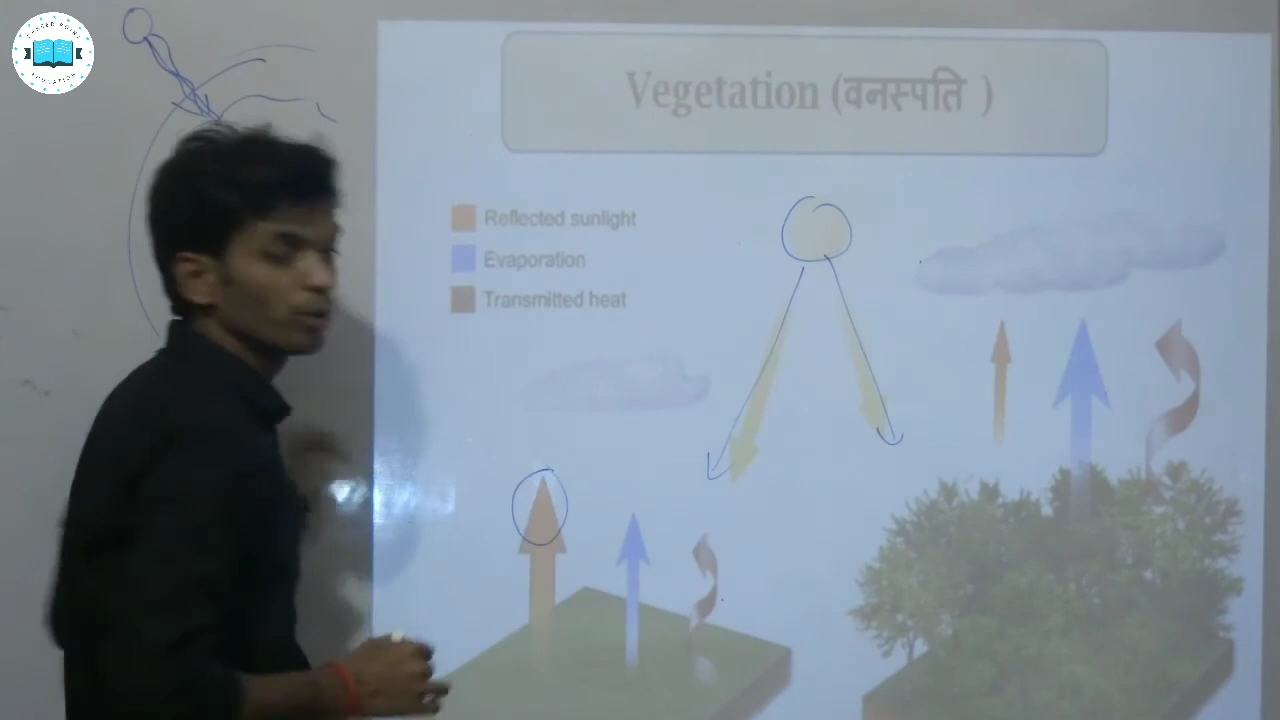 Vegetation (वनस्पति )
Reflected sunlight
Evaporation
Transmitted heat